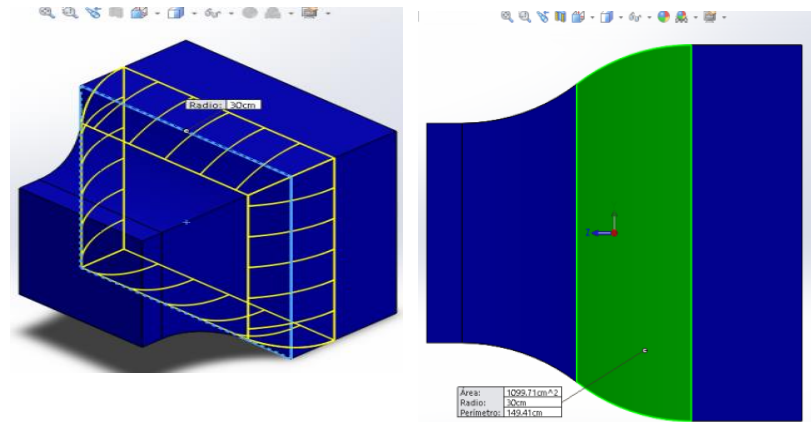 Radio: 30cm
Z
Área: 1099.71cm^2
Radio: 30cm
Perímetro: 149.41cm